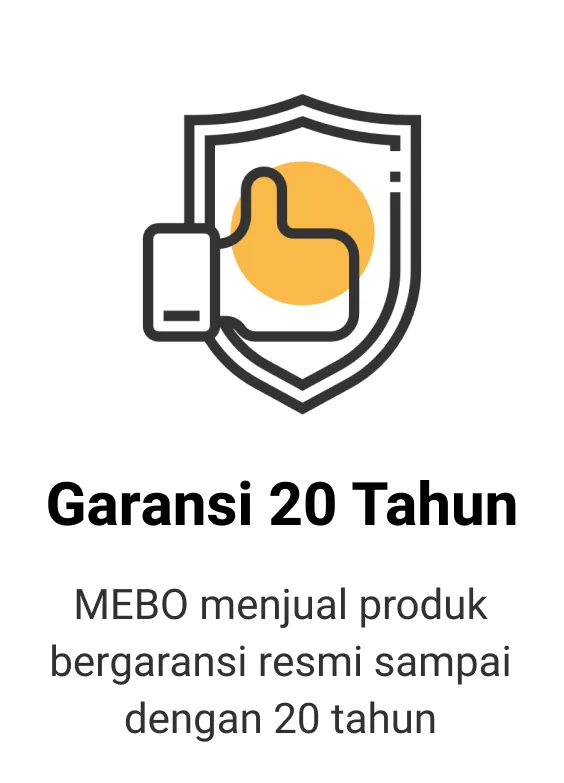 Garansi 20 Tahun
MEBO menjual produk
bergaransi resmi sampai
dengan 20 tahun